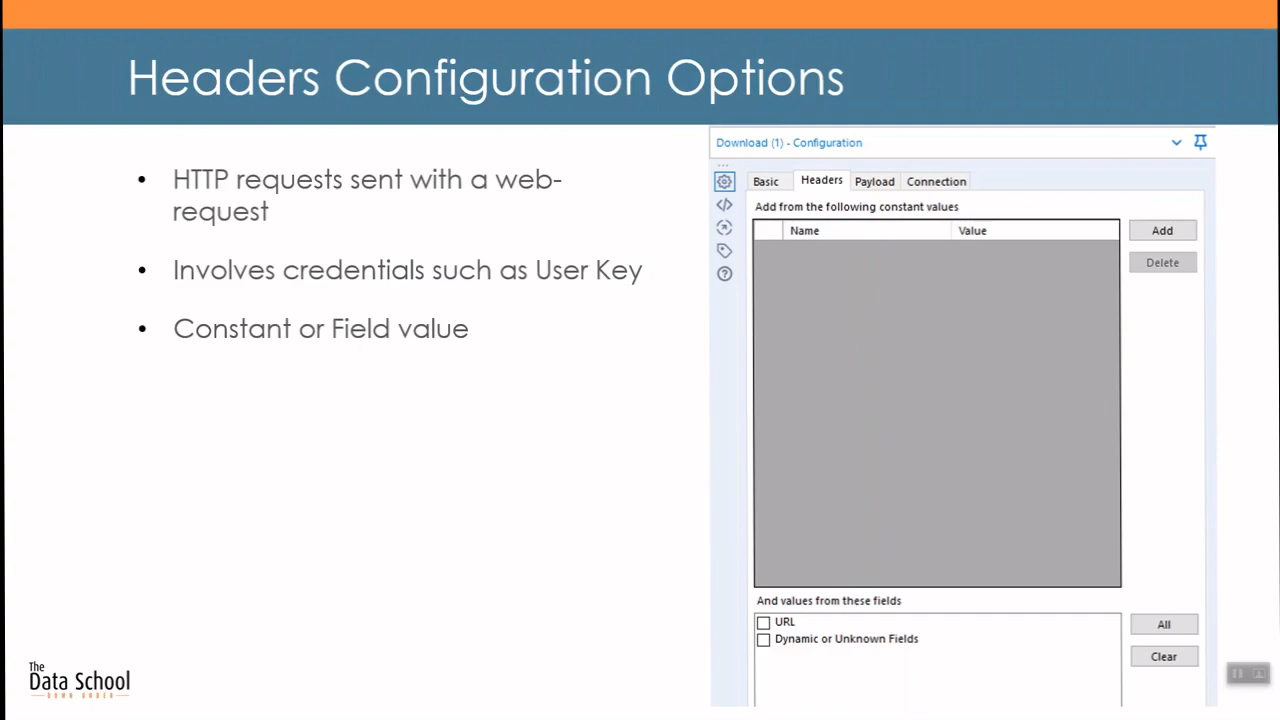 Headers Configuration Options
• HTTP requests sent with a web-
request
• Involves credentials such as User Key
• Constant or Field value
Download (1) - Configuration
Basic Headers Payload Connection
Add from the following constant values
Name Value
Add
Delete
And values from these fields
URL
Dynamic or Unknown Fields
All
Clear
The
Data School
DOWN UNDER